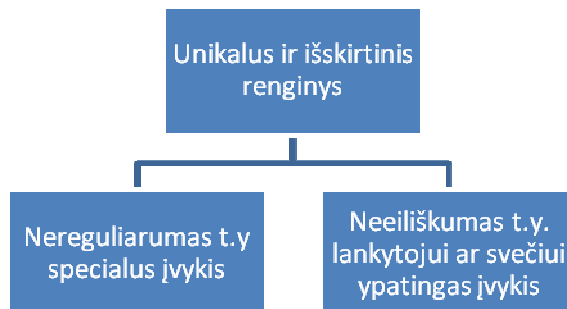 Unikalus ir išskirtinis
renginys
Nereguliarumas t.y
specialus įvykis
Neeiliškumas t.y.
lankytojui ar svečiui
ypatingas įvykis